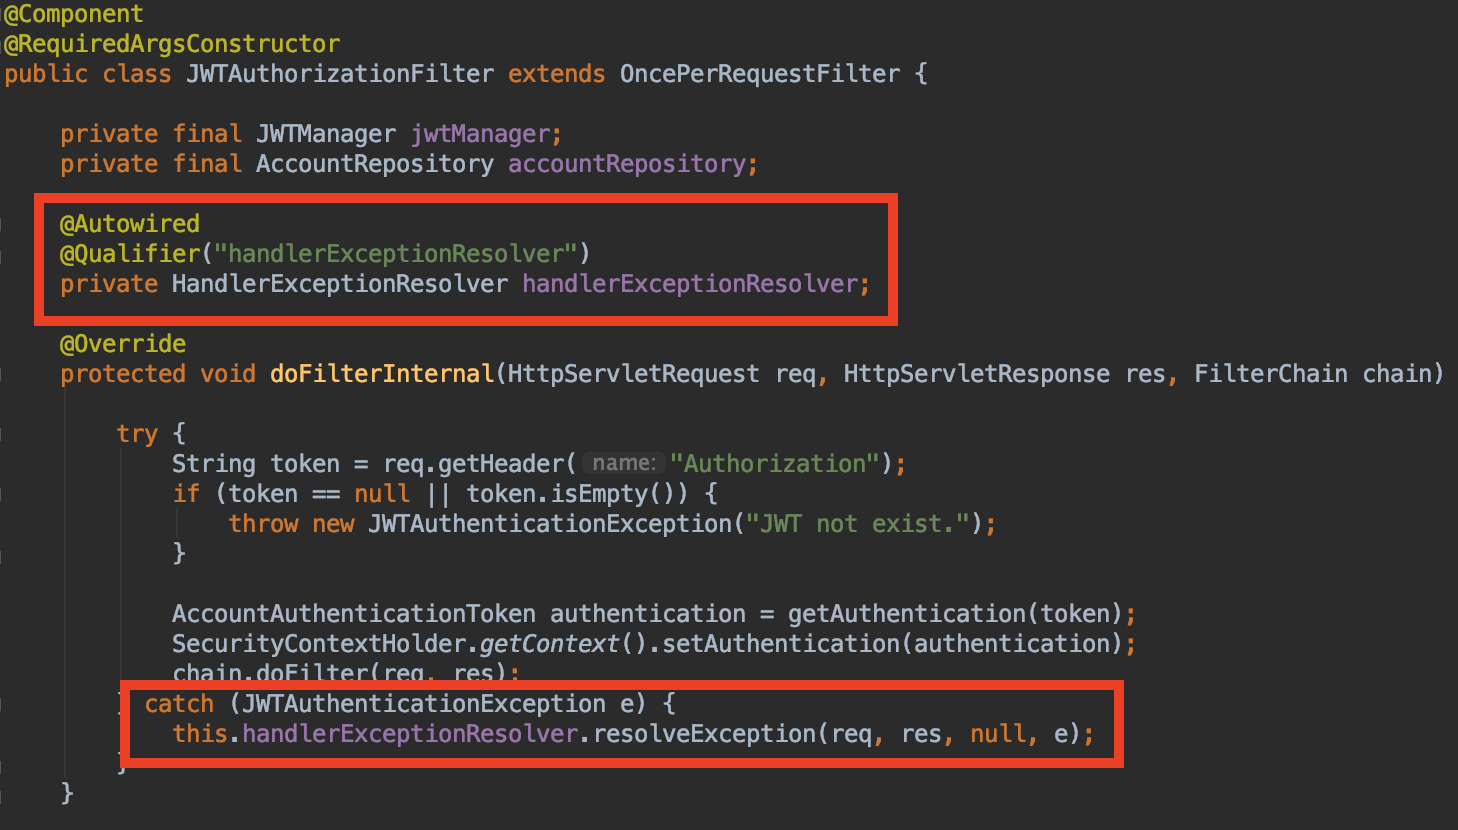 @Component
@RequiredArgsConstructor
public class JWTAuthorizationFilter extends OncePerRequestFilter {
private final JWTManager jwtManager;
private final AccountRepository accountRepository;
@Autowired
@Qualifier("handlerExceptionResolver")
private HandlerExceptionResolver handlerExceptionResolver;
@Override
protected void doFilterInternal(HttpServletRequest req, HttpServletResponse res, FilterChain chain)
try {
String token = req.getHeader( name: "Authorization");
if (token == null || token.isEmpty()) {
throw new JWTAuthenticationException("JWT not exist.");
}
AccountAuthenticationToken authentication = getAuthentication(token);
SecurityContextHolder.getContext().setAuthentication(authentication);
chain.doFilter(req, res);
} catch (JWTAuthenticationException e) {
this.handlerExceptionResolver.resolveException(req, res, null, e);
}
}